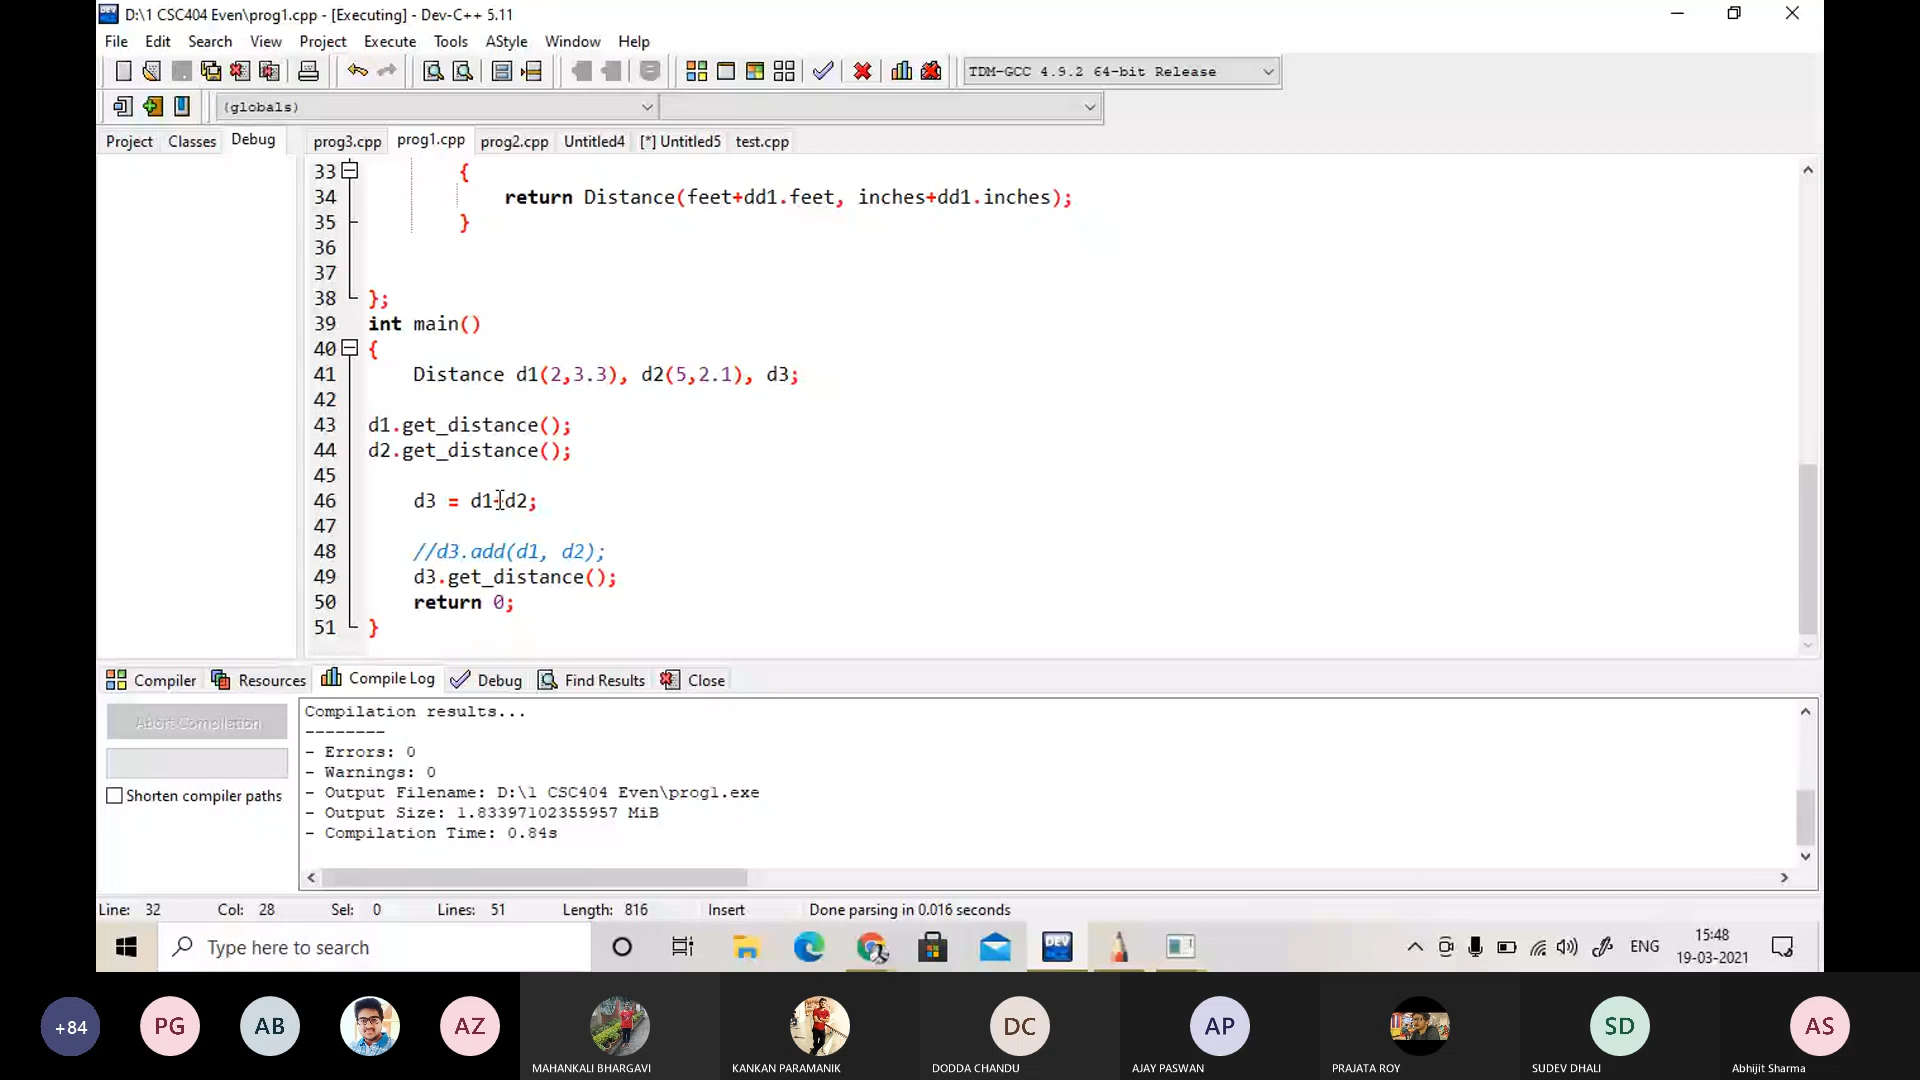 D:\1 CSC404 Even\prog1.cpp - [Executing] - Dev-C++ 5.11
File Edit Search View Project Execute Tools AStyle Window Help
TDM-GCC 4.9.2 64-bit Release
(globals)
Project Classes Debug prog3.cpp prog1.cpp prog2.cpp Untitled4 [*] Untitled5 test.cpp
33 {
34 return Distance(feet+dd1.feet, inches+dd1.inches);
35 }
36
37
38 };
39 int main()
40 {
41 Distance d1(2,3.3), d2(5,2.1), d3;
42
43 d1.get_distance();
44 d2.get_distance();
45
46 d3 = d1+d2;
47
48 //d3.add(d1, d2);
49 d3.get_distance();
50 return 0;
51 }
Compiler Resources Compile Log Debug Find Results Close
Abort Compilation
Shorten compiler paths
Compilation results...
--------
- Errors: 0
- Warnings: 0
- Output Filename: D:\1 CSC404 Even\prog1.exe
- Output Size: 1.83397102355957 MiB
- Compilation Time: 0.84s
Line: 32 Col: 28 Sel: 0 Lines: 51 Length: 816 Insert Done parsing in 0.016 seconds
Type here to search
DEV
ENG
15:48
19-03-2021
+84 PG AB AZ DC AP SD AS
MAHANKALI BHARGAVI KANKAN PARAMANIK DODDA CHANDU AJAY PASWAN PRAJATA ROY SUDEV DHALI Abhijit Sharma